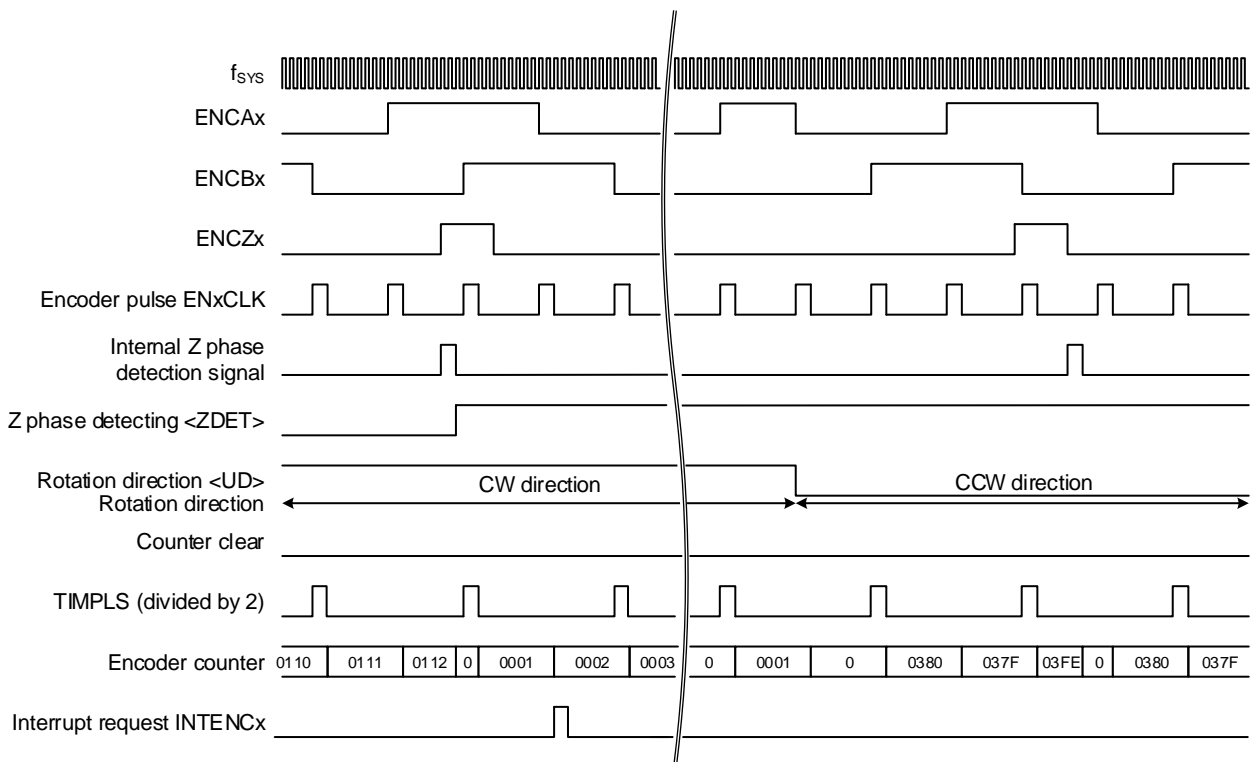 fSYS
ENCAx
ENCBx
ENCZx
Encoder pulse ENxCLK
Internal Z phase
detection signal
Z phase detecting <ZDET>
Rotation direction <UD>
Rotation direction
CW direction
CCW direction
Counter clear
TIMPLS (divided by 2)
Encoder counter 0110 0111 0112 0 0001 0002 0003 0 0001 0 0380 037F 03FE 0 0380 037F
Interrupt request INTENCx